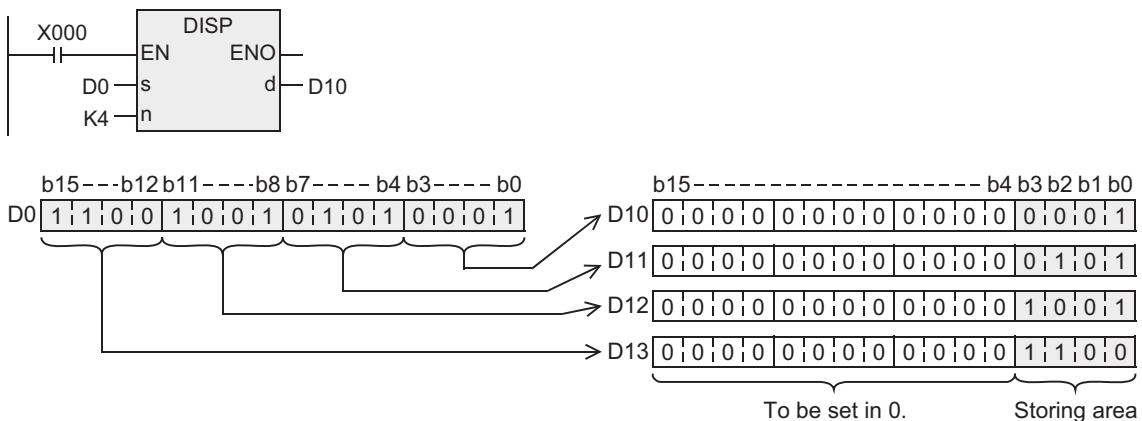 X000
DISP
EN ENO
D0 s d D10
K4 n
b15---b12 b11----b8 b7----b4 b3----b0
D0 1 1 0 0 1 0 0 1 0 1 0 1 0 0 0 1
b15------------------------b4 b3 b2 b1 b0
D10 0 0 0 0 0 0 0 0 0 0 0 0 0 0 0 1
D11 0 0 0 0 0 0 0 0 0 0 0 0 0 1 0 1
D12 0 0 0 0 0 0 0 0 0 0 0 0 1 0 0 1
D13 0 0 0 0 0 0 0 0 0 0 0 0 1 1 0 0
To be set in 0. Storing area